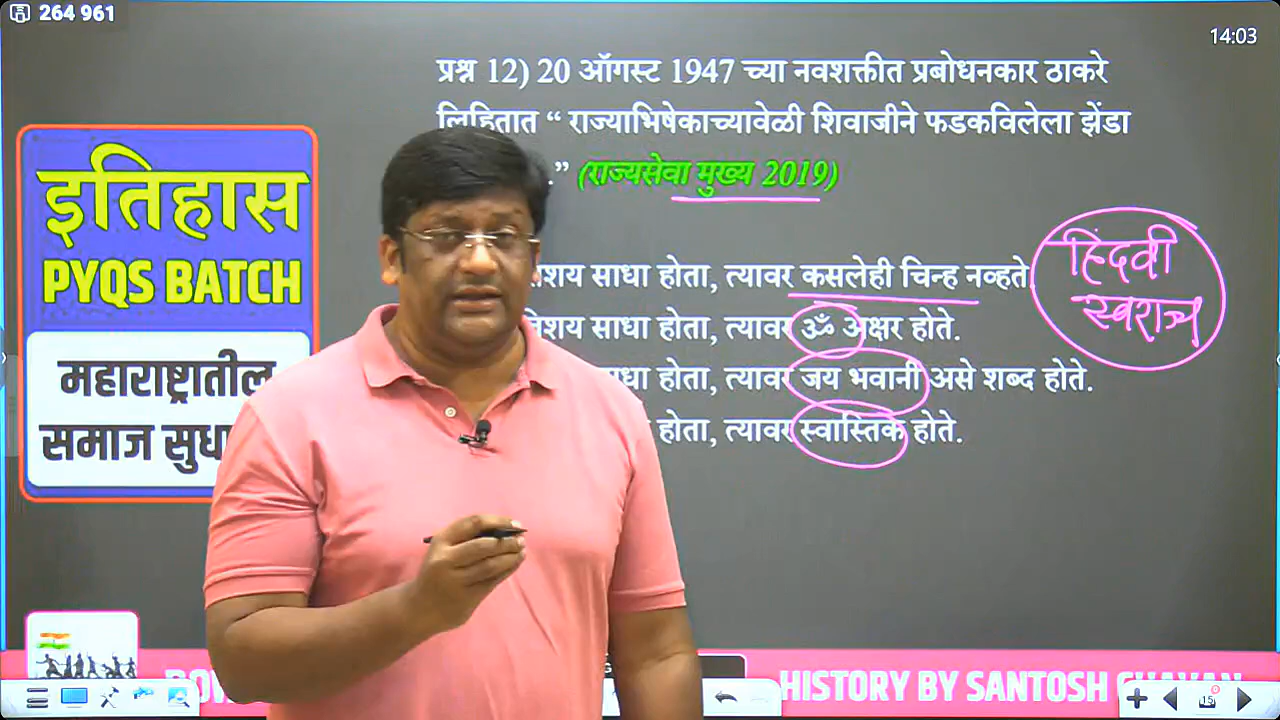 264 961
14:03
प्रश्न 12) 20 ऑगस्ट 1947 च्या नवशक्तीत प्रबोधनकार ठाकरे
लिहितात “ राज्याभिषेकाच्यावेळी शिवाजीने फडकविलेला झेंडा
.” (राज्यसेवा मुख्य 2019)
साधा होता, त्यावर कसलेही चिन्ह नव्हते
साधा होता, त्यावर ॐ अक्षर होते.
होता, त्यावर जय भवानी असे शब्द होते.
होता, त्यावर स्वास्तिक होते.
हिंदवी
स्वराज्य
इतिहास
PYQS BATCH
महाराष्ट्रातील
समाज
HISTORY BY SANTOSH
15